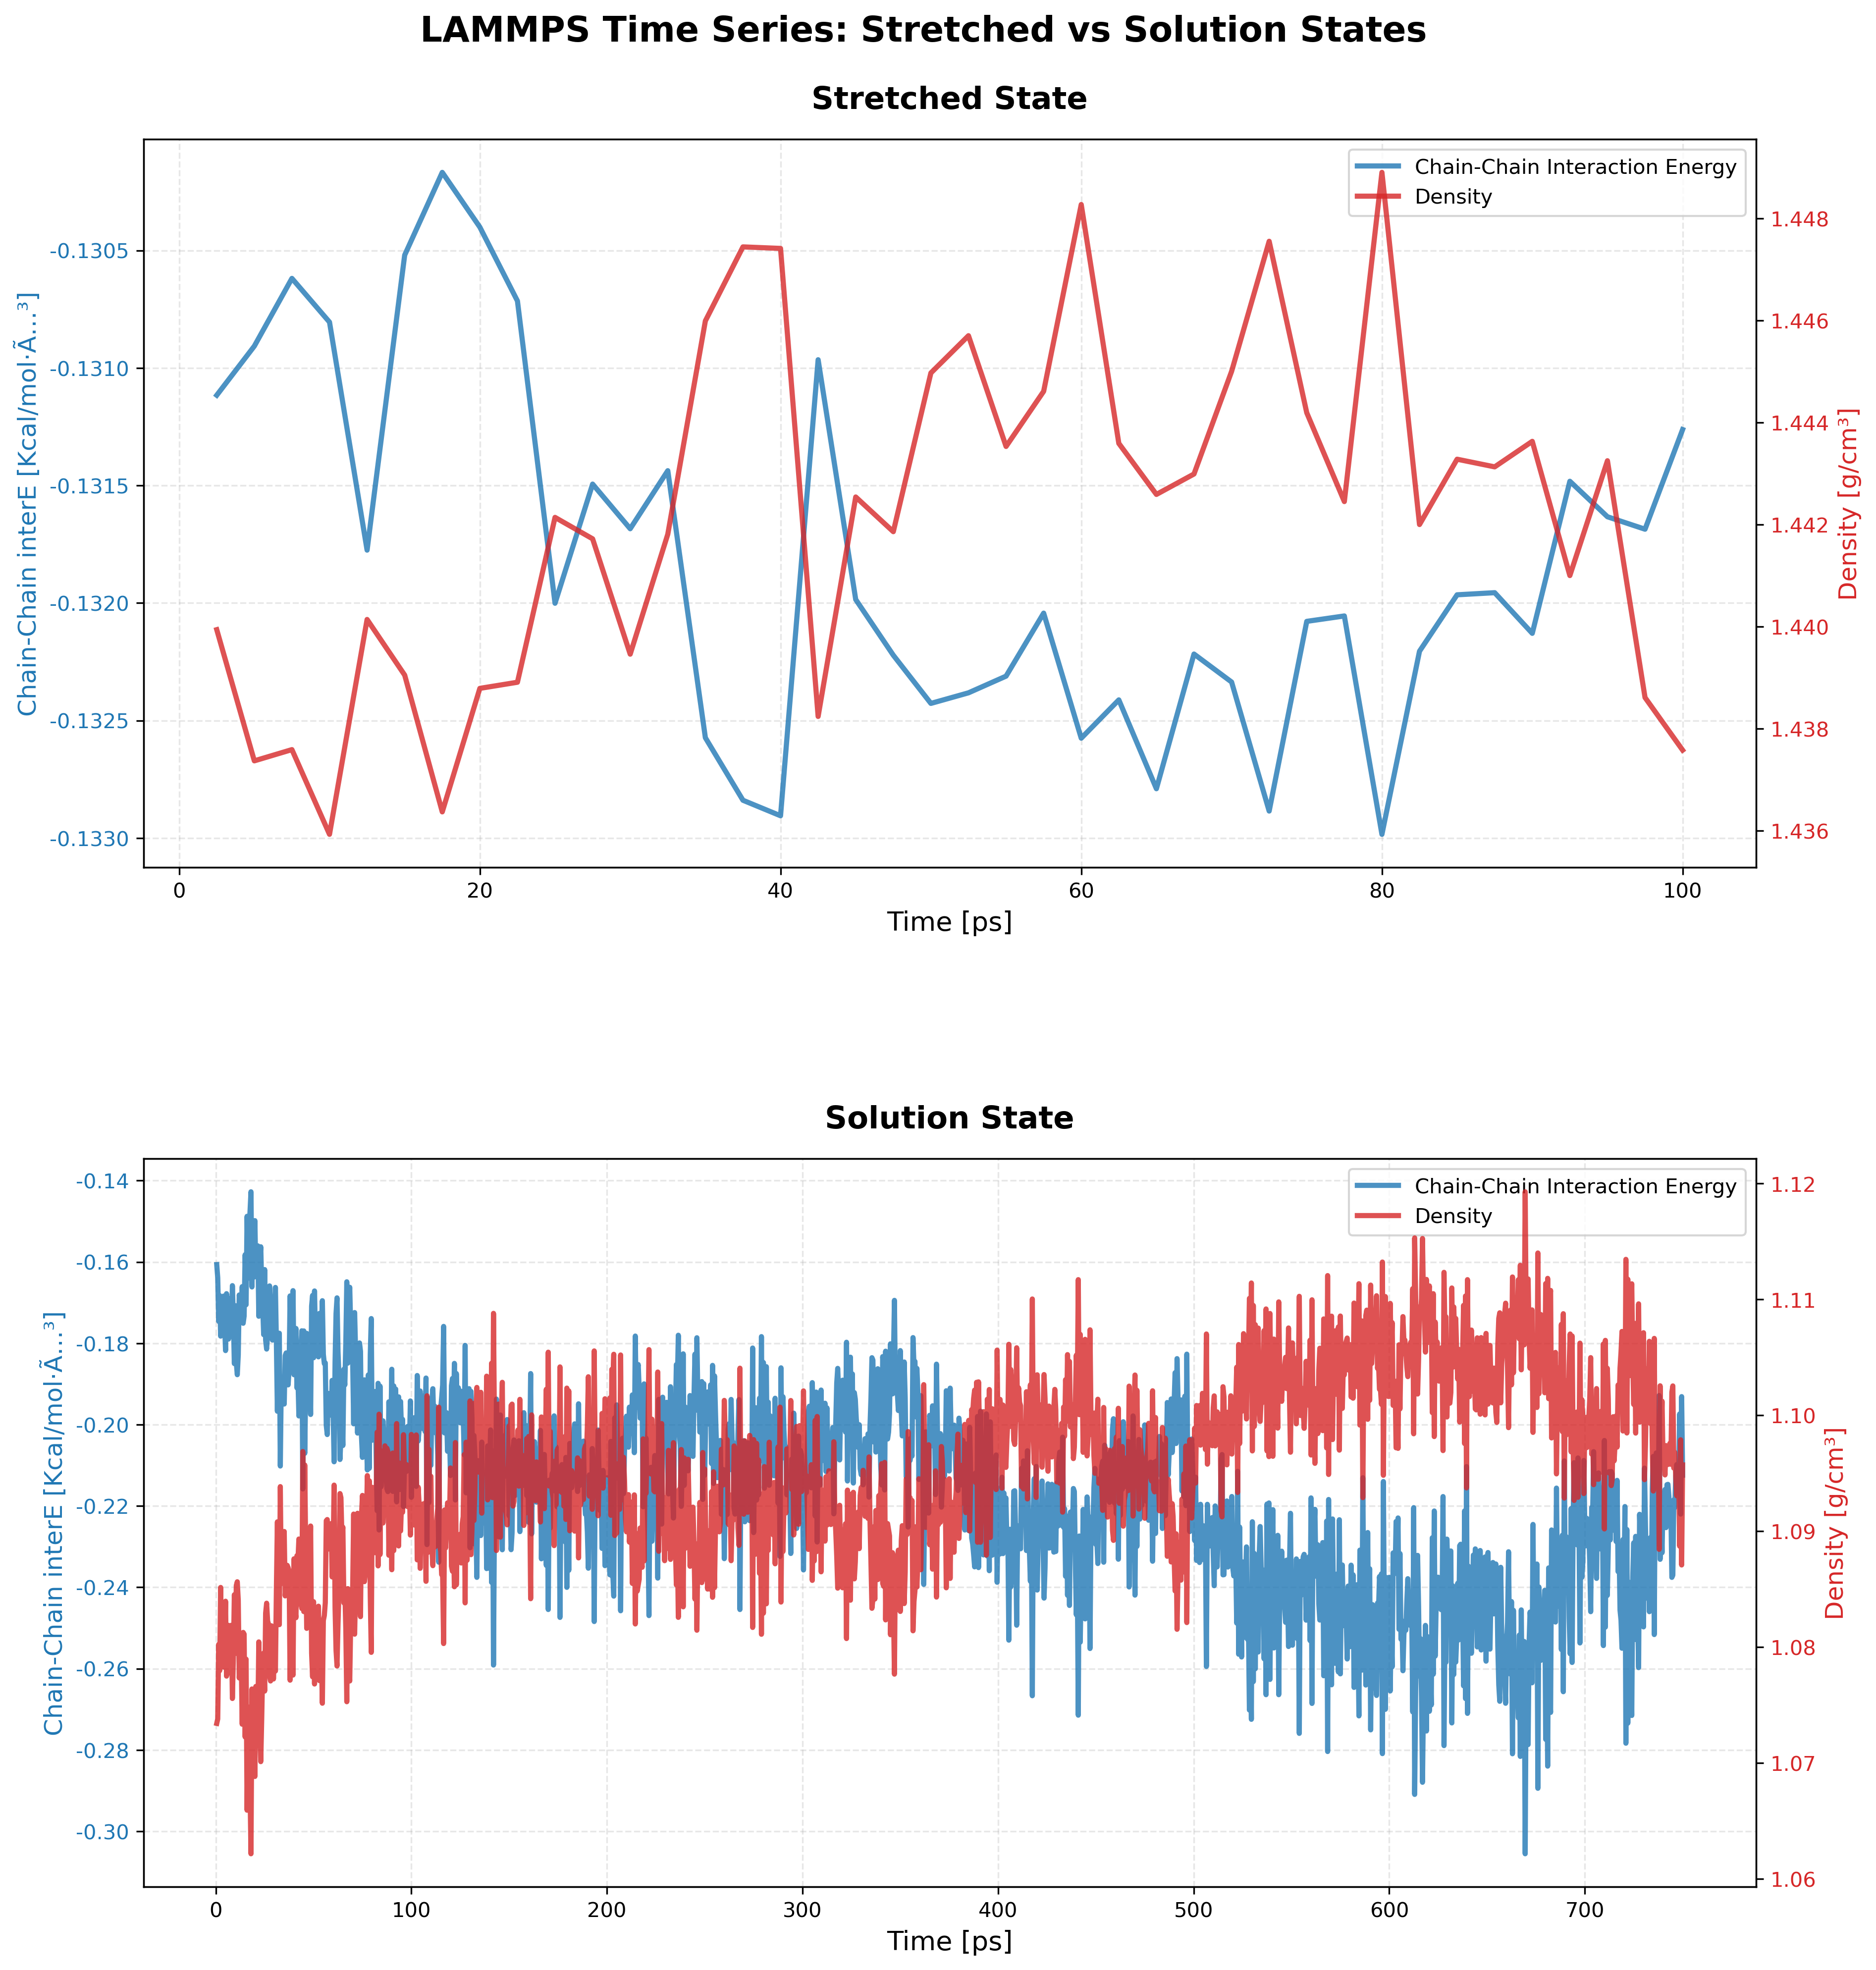 LAMMPS Time Series: Stretched vs Solution States
Stretched State
Chain-Chain Interaction Energy
Density
-0.1305
-0.1310
-0.1315
-0.1320
-0.1325
-0.1330
Chain-Chain interE [Kcal/mol·Ã…³]
1.448
1.446
1.444
1.442
1.440
1.438
1.436
Density [g/cm³]
0 20 40 60 80 100
Time [ps]
Solution State
Chain-Chain Interaction Energy
Density
-0.14
-0.16
-0.18
-0.20
-0.22
-0.24
-0.26
-0.28
-0.30
Chain-Chain interE [Kcal/mol·Ã…³]
1.12
1.11
1.10
1.09
1.08
1.07
1.06
Density [g/cm³]
0 100 200 300 400 500 600 700
Time [ps]